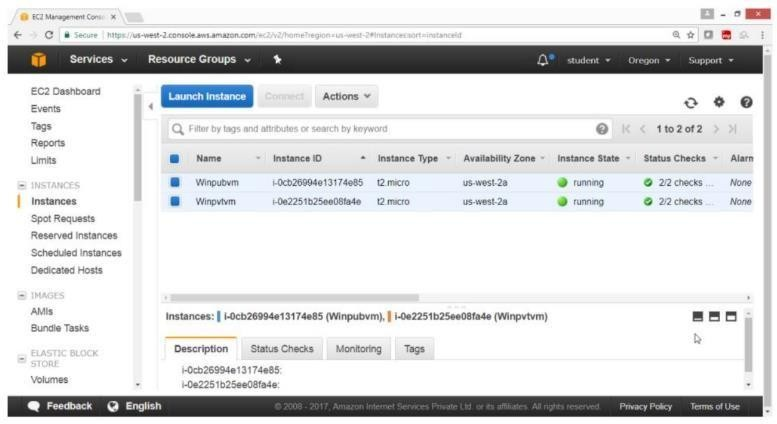 EC2 Management Consol
Secure | https://us-west-2.console.aws.amazon.com/ec2/v2/home?region=us-west-2#Instances:sort=instanceId
Services Resource Groups student Oregon Support
EC2 Dashboard
Events
Tags
Reports
Limits
INSTANCES
Instances
Spot Requests
Reserved Instances
Scheduled Instances
Dedicated Hosts
IMAGES
AMIs
Bundle Tasks
ELASTIC BLOCK
STORE
Volumes
Launch Instance Connect Actions
Filter by tags and attributes or search by keyword 1 to 2 of 2
Name Instance ID Instance Type Availability Zone Instance State Status Checks Alarm
Winpubvm i-0cb26994e13174e85 t2.micro us-west-2a running 2/2 checks ... None
Winpvtvm i-0e2251b25ee08fa4e t2.micro us-west-2a running 2/2 checks ... None
Instances: i-0cb26994e13174e85 (Winpubvm), i-0e2251b25ee08fa4e (Winpvtvm)
Description Status Checks Monitoring Tags
i-0cb26994e13174e85:
i-0e2251b25ee08fa4e:
Feedback English © 2008 - 2017, Amazon Internet Services Private Ltd. or its affiliates. All rights reserved. Privacy Policy Terms of Use